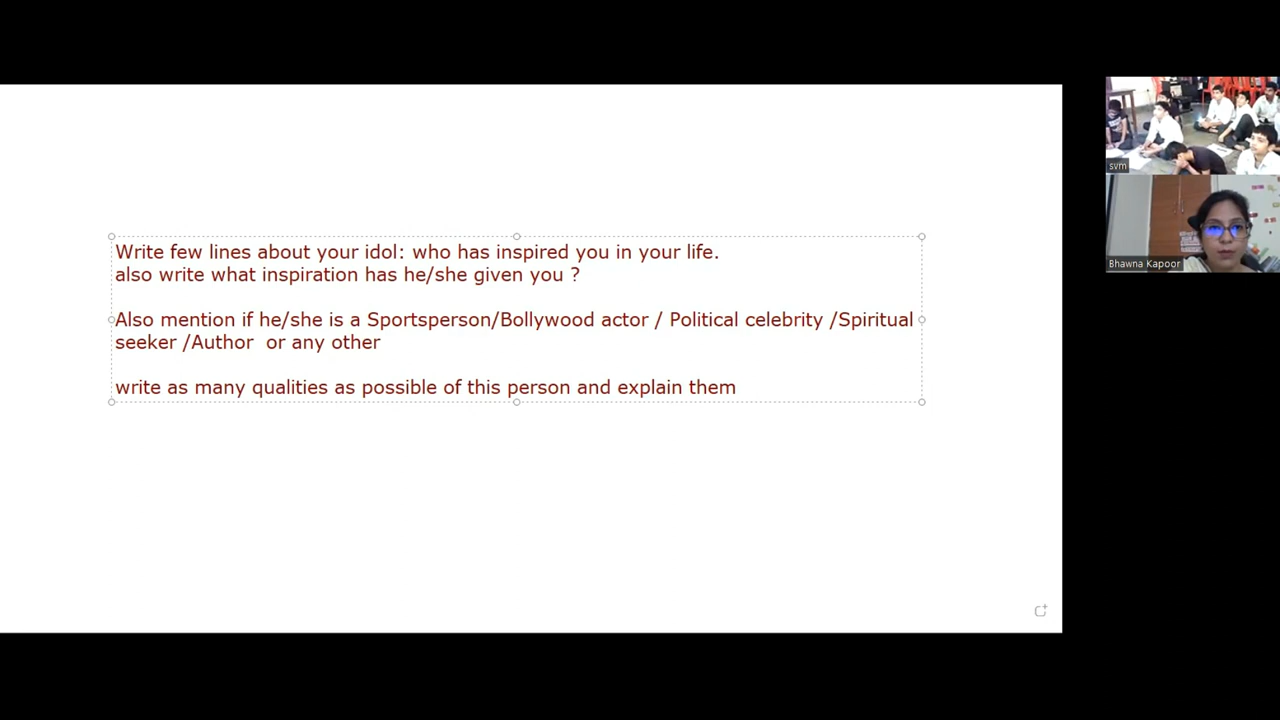 Write few lines about your idol: who has inspired you in your life.
also write what inspiration has he/she given you ?
Also mention if he/she is a Sportsperson/Bollywood actor / Political celebrity /Spiritual
seeker /Author  or any other
write as many qualities as possible of this person and explain them
svm
Bhawna Kapoor